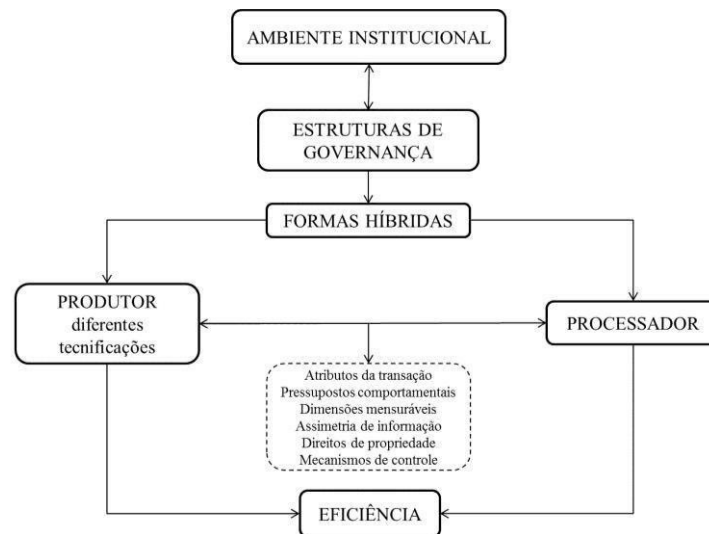 AMBIENTE INSTITUCIONAL
ESTRUTURAS DE
GOVERNANÇA
FORMAS HÍBRIDAS
PRODUTOR
diferentes
tecnificações
PROCESSADOR
Atributos da transação
Pressupostos comportamentais
Dimensões mensuráveis
Assimetria de informação
Direitos de propriedade
Mecanismos de controle
EFICIÊNCIA